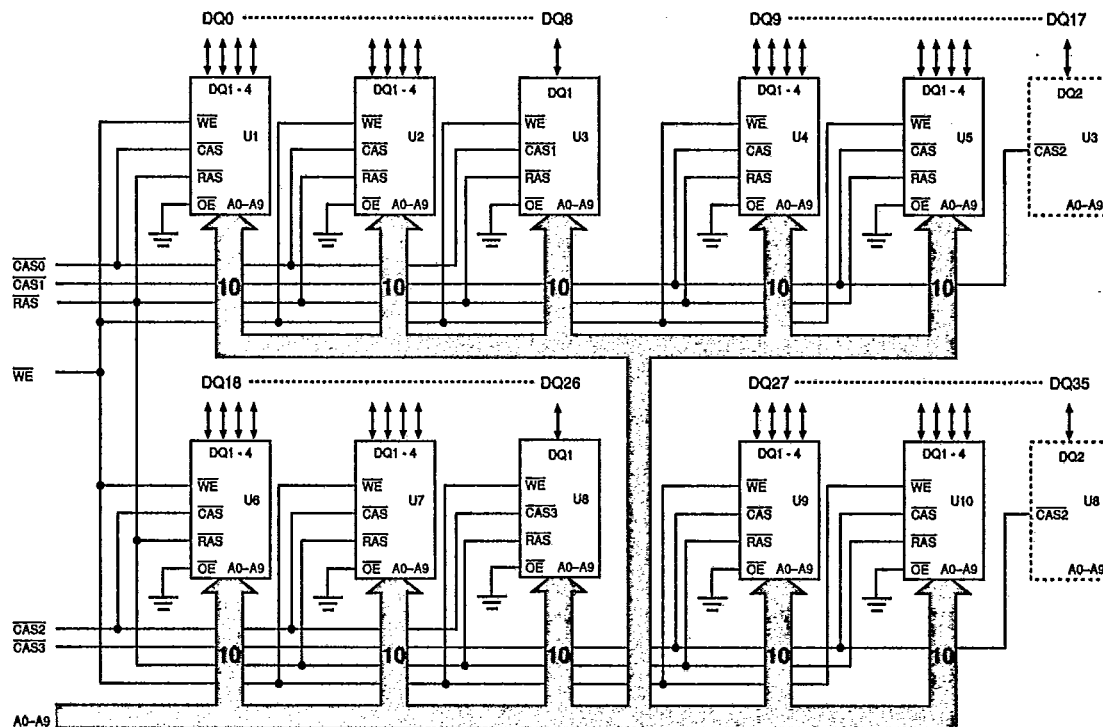 DQ0 DQ8 DQ9 DQ17
DQ1 - 4 DQ1 - 4 DQ1 DQ1 - 4 DQ1 - 4 DQ2
WE U1 WE U2 WE U3 WE U4 WE U5 U3
CAS CAS CAS1 CAS CAS CAS2
RAS RAS RAS RAS RAS
OE A0–A9 OE A0–A9 OE A0–A9 OE A0–A9 OE A0–A9 A0–A9
CAS0
CAS1 10 10 10 10 10
RAS
WE
DQ18 DQ26 DQ27 DQ35
DQ1 - 4 DQ1 - 4 DQ1 DQ1 - 4 DQ1 - 4 DQ2
WE U6 WE U7 WE U8 WE U9 WE U10 U8
CAS CAS CAS3 CAS CAS CAS2
RAS RAS RAS RAS RAS
OE A0–A9 OE A0–A9 OE A0–A9 OE A0–A9 OE A0–A9 A0–A9
CAS2
CAS3 10 10 10 10 10
A0–A9